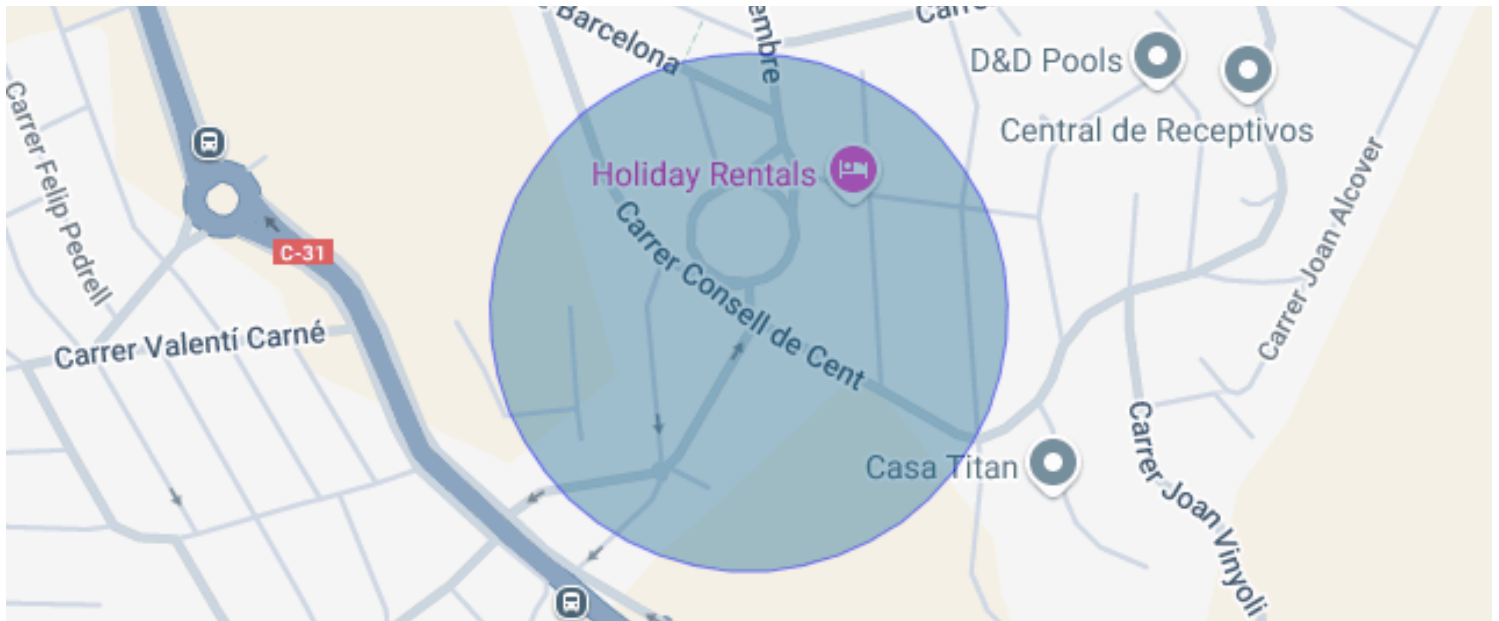 Barcelona
embre
D&D Pools
Central de Receptivos
Holiday Rentals
Carrer Felip Pedrell
C-31
Carrer Joan Alcover
Carrer Consell de Cent
Carrer Valentí Carné
Casa Titan
Carrer Joan Vinyoli